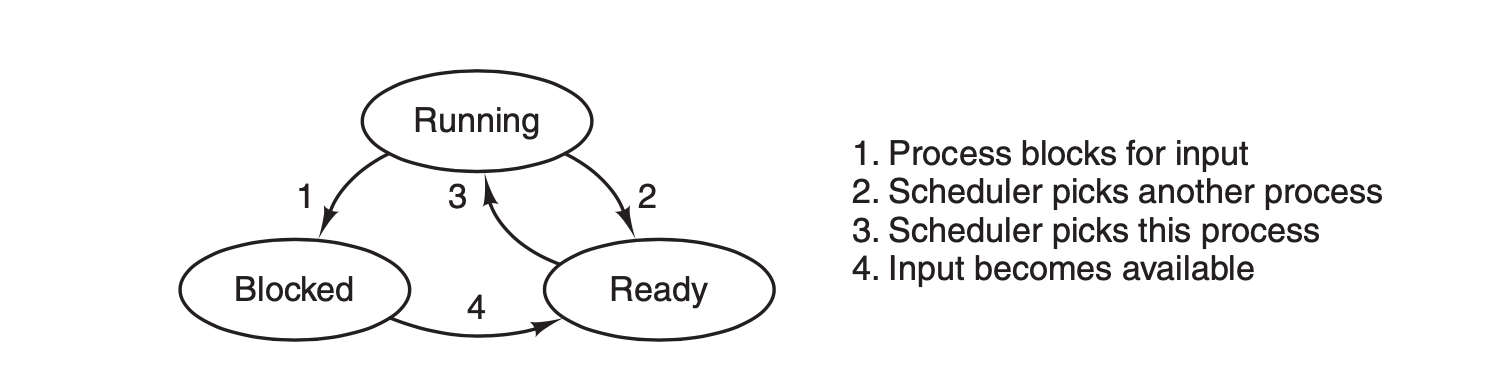 Running
1
3
2
Blocked
4
Ready
1. Process blocks for input
2. Scheduler picks another process
3. Scheduler picks this process
4. Input becomes available